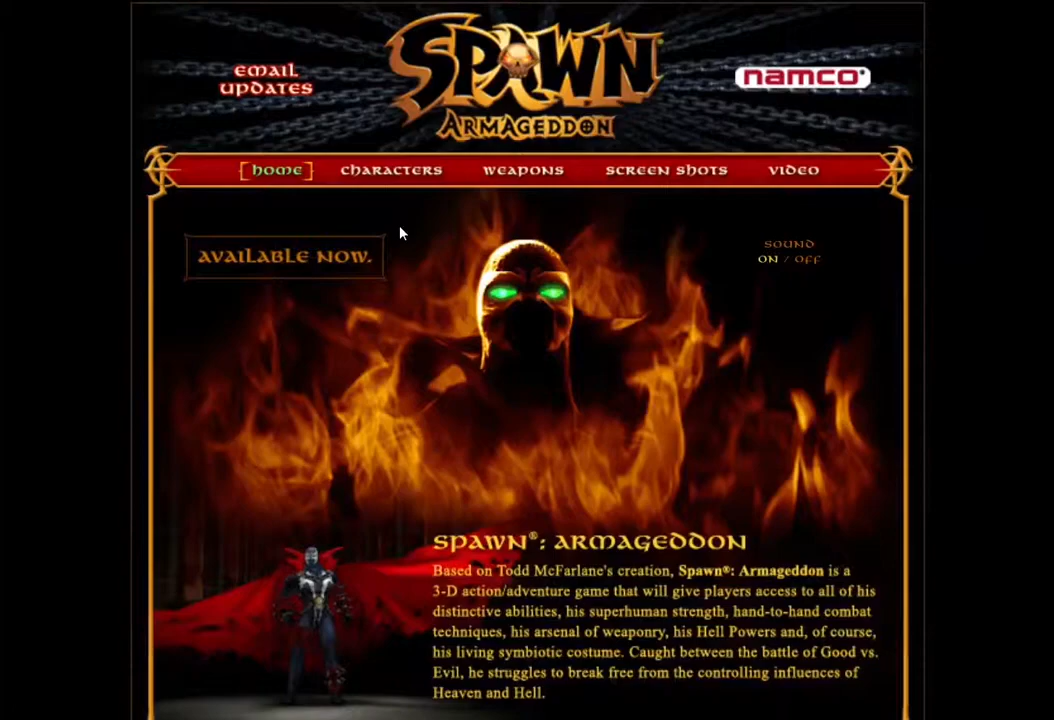 EMAIL
UPDATES
SPAWN
ARMAGEDDON
namco®
[HOME]
CHARACTERS
WEAPONS
SCREEN SHOTS
VIDEO
AVAILABLE NOW.
SOUND
ON / OFF
SPAWN®: ARMAGEDDON
Based on Todd McFarlane's creation, Spawn®: Armageddon is a
3-D action/adventure game that will give players access to all of his
distinctive abilities, his superhuman strength, hand-to-hand combat
techniques, his arsenal of weaponry, his Hell Powers and, of course,
his living symbiotic costume. Caught between the battle of Good vs.
Evil, he struggles to break free from the controlling influences of
Heaven and Hell.